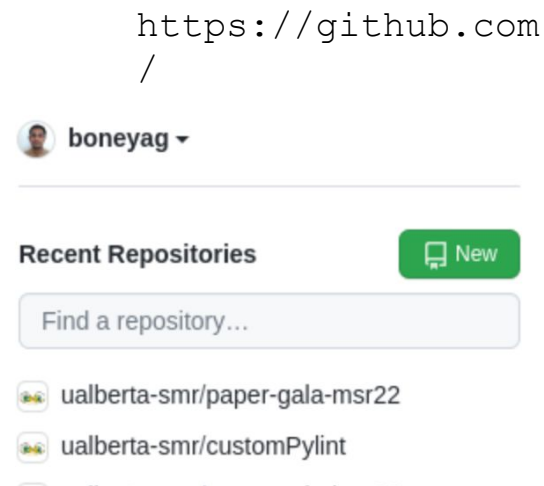 https://github.com
/
boneyag
Recent Repositories
New
Find a repository…
ualberta-smr/paper-gala-msr22
ualberta-smr/customPylint